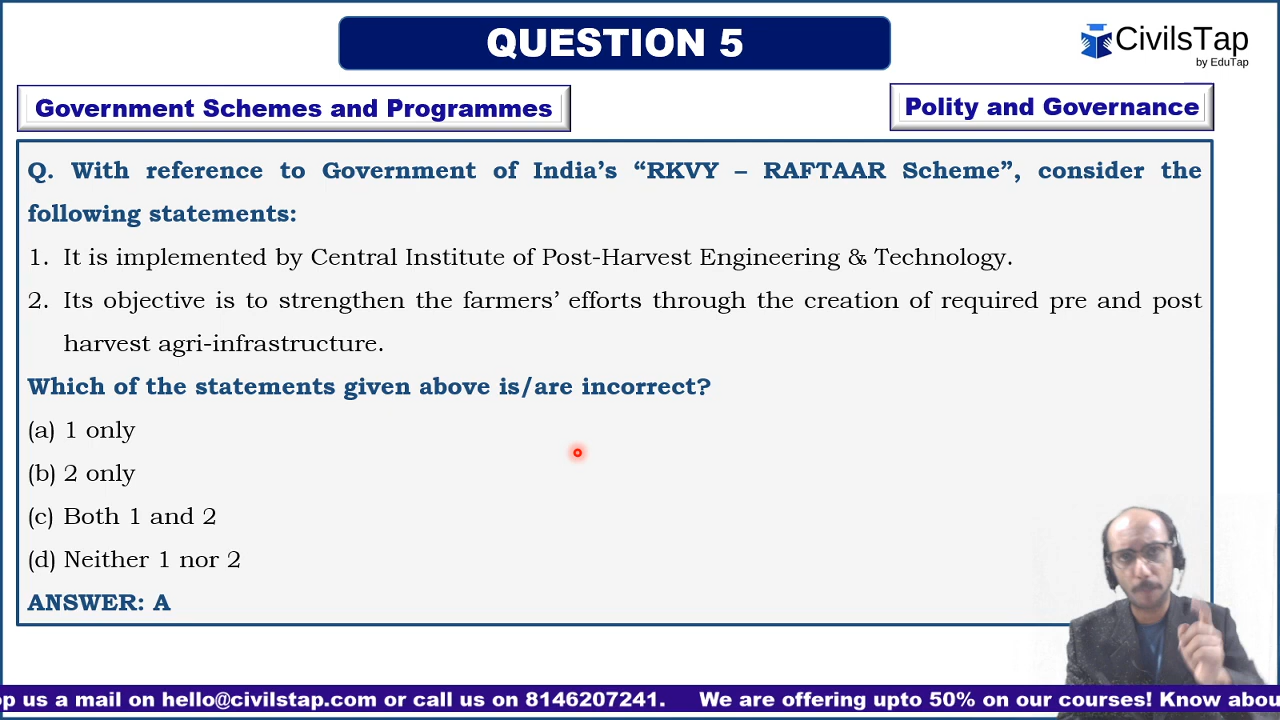 QUESTION 5
CivilsTap
by EduTap
Government Schemes and Programmes
Polity and Governance
Q. With reference to Government of India’s “RKVY – RAFTAAR Scheme”, consider the
following statements:
1. It is implemented by Central Institute of Post-Harvest Engineering & Technology.
2. Its objective is to strengthen the farmers’ efforts through the creation of required pre and post
harvest agri-infrastructure.
Which of the statements given above is/are incorrect?
(a) 1 only
(b) 2 only
(c) Both 1 and 2
(d) Neither 1 nor 2
ANSWER: A
op us a mail on hello@civilstap.com or call us on 8146207241. We are offering upto 50% on our courses! Know abou